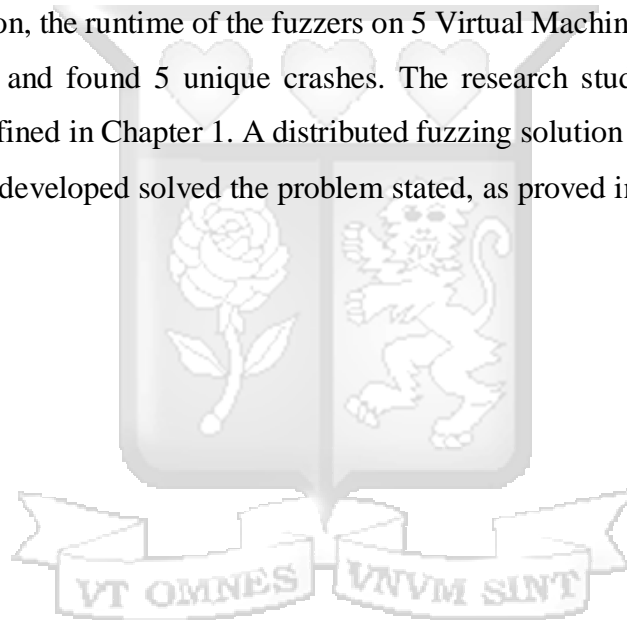 on, the runtime of the fuzzers on 5 Virtual Machin
and found 5 unique crashes. The research stud
fined in Chapter 1. A distributed fuzzing solution
developed solved the problem stated, as proved in
VT OMNES VNVM SINT